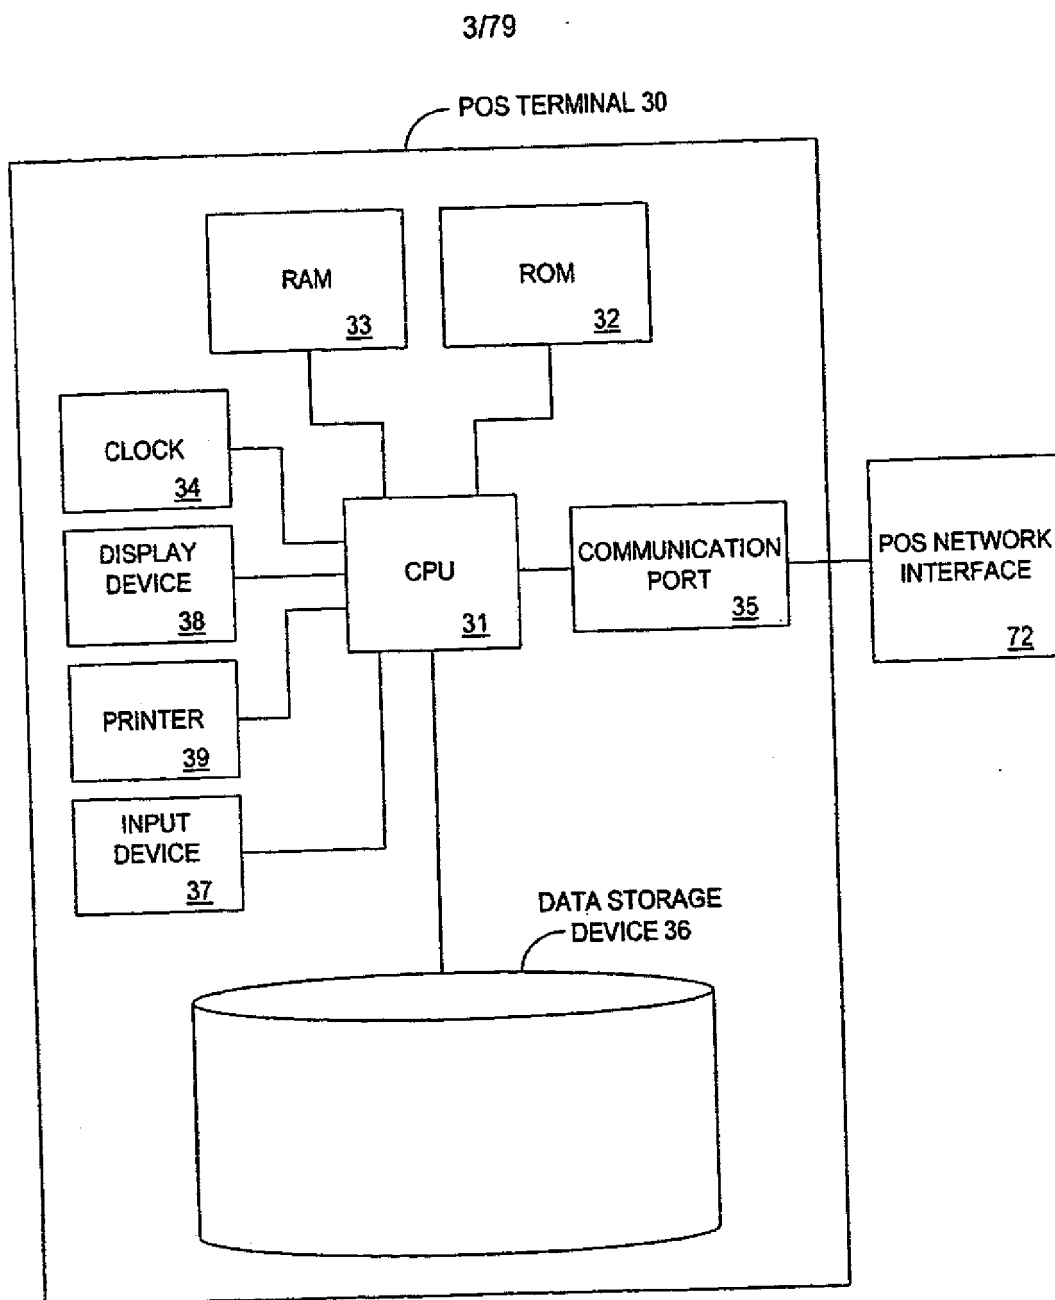 3/79
POS TERMINAL 30
RAM
33
ROM
32
CLOCK
34
DISPLAY
DEVICE
38
PRINTER
39
INPUT
DEVICE
37
CPU
31
COMMUNICATION
PORT
35
POS NETWORK
INTERFACE
72
DATA STORAGE
DEVICE 36